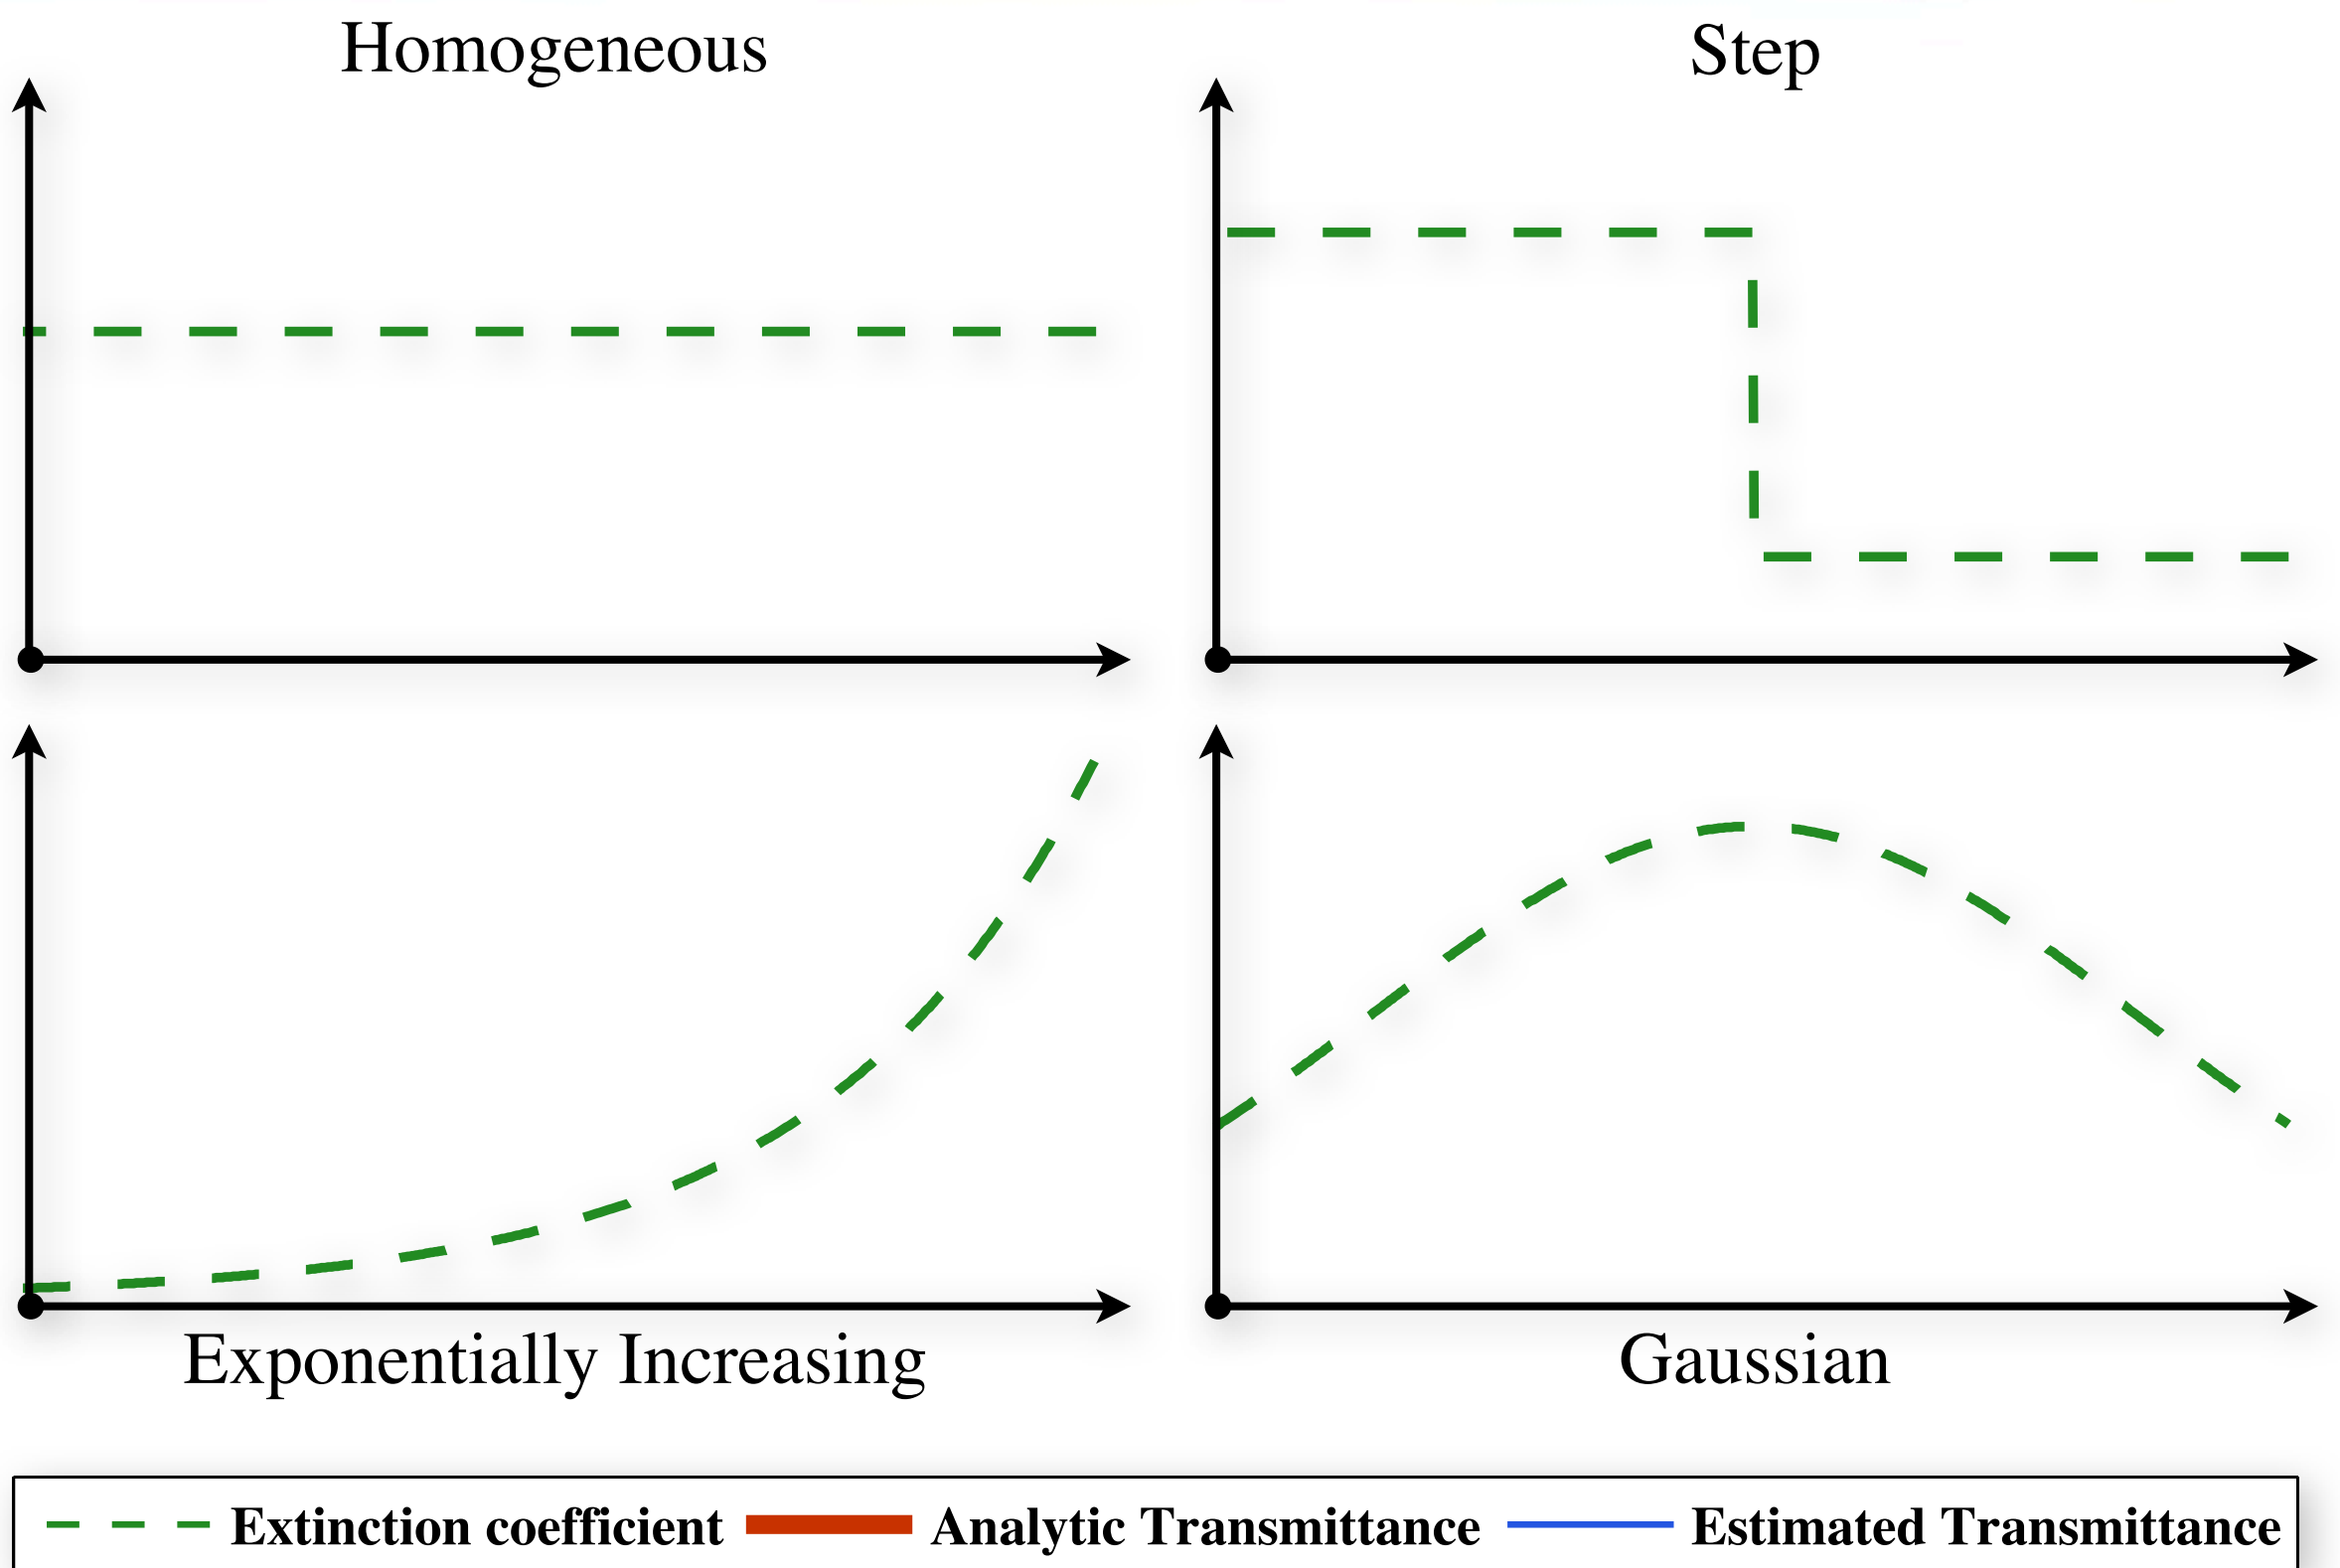 Homogeneous
Step
Exponentially Increasing
Gaussian
Extinction coefficient Analytic Transmittance Estimated Transmittance